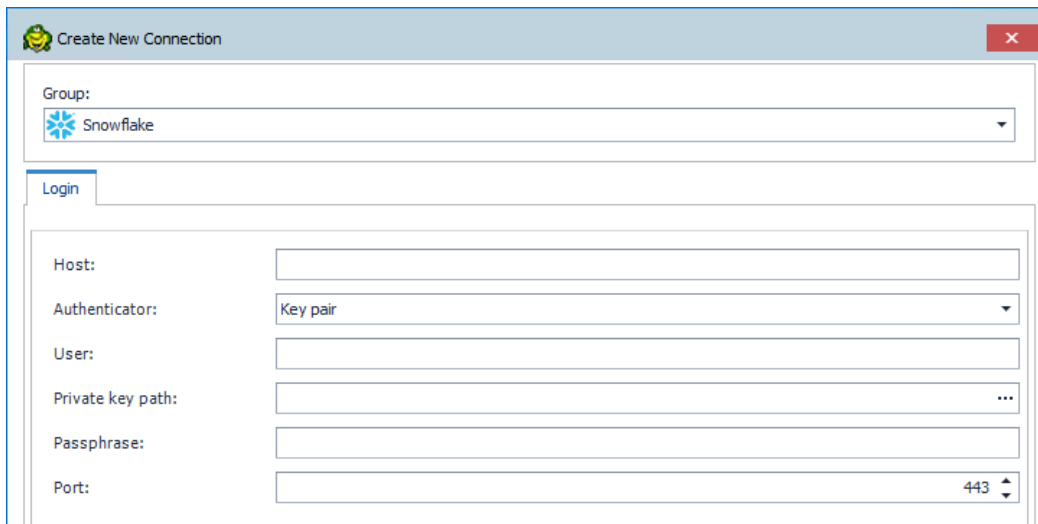 Create New Connection
Group:
Snowflake
Login
Host:
Authenticator: Key pair
User:
Private key path: ...
Passphrase:
Port: 443